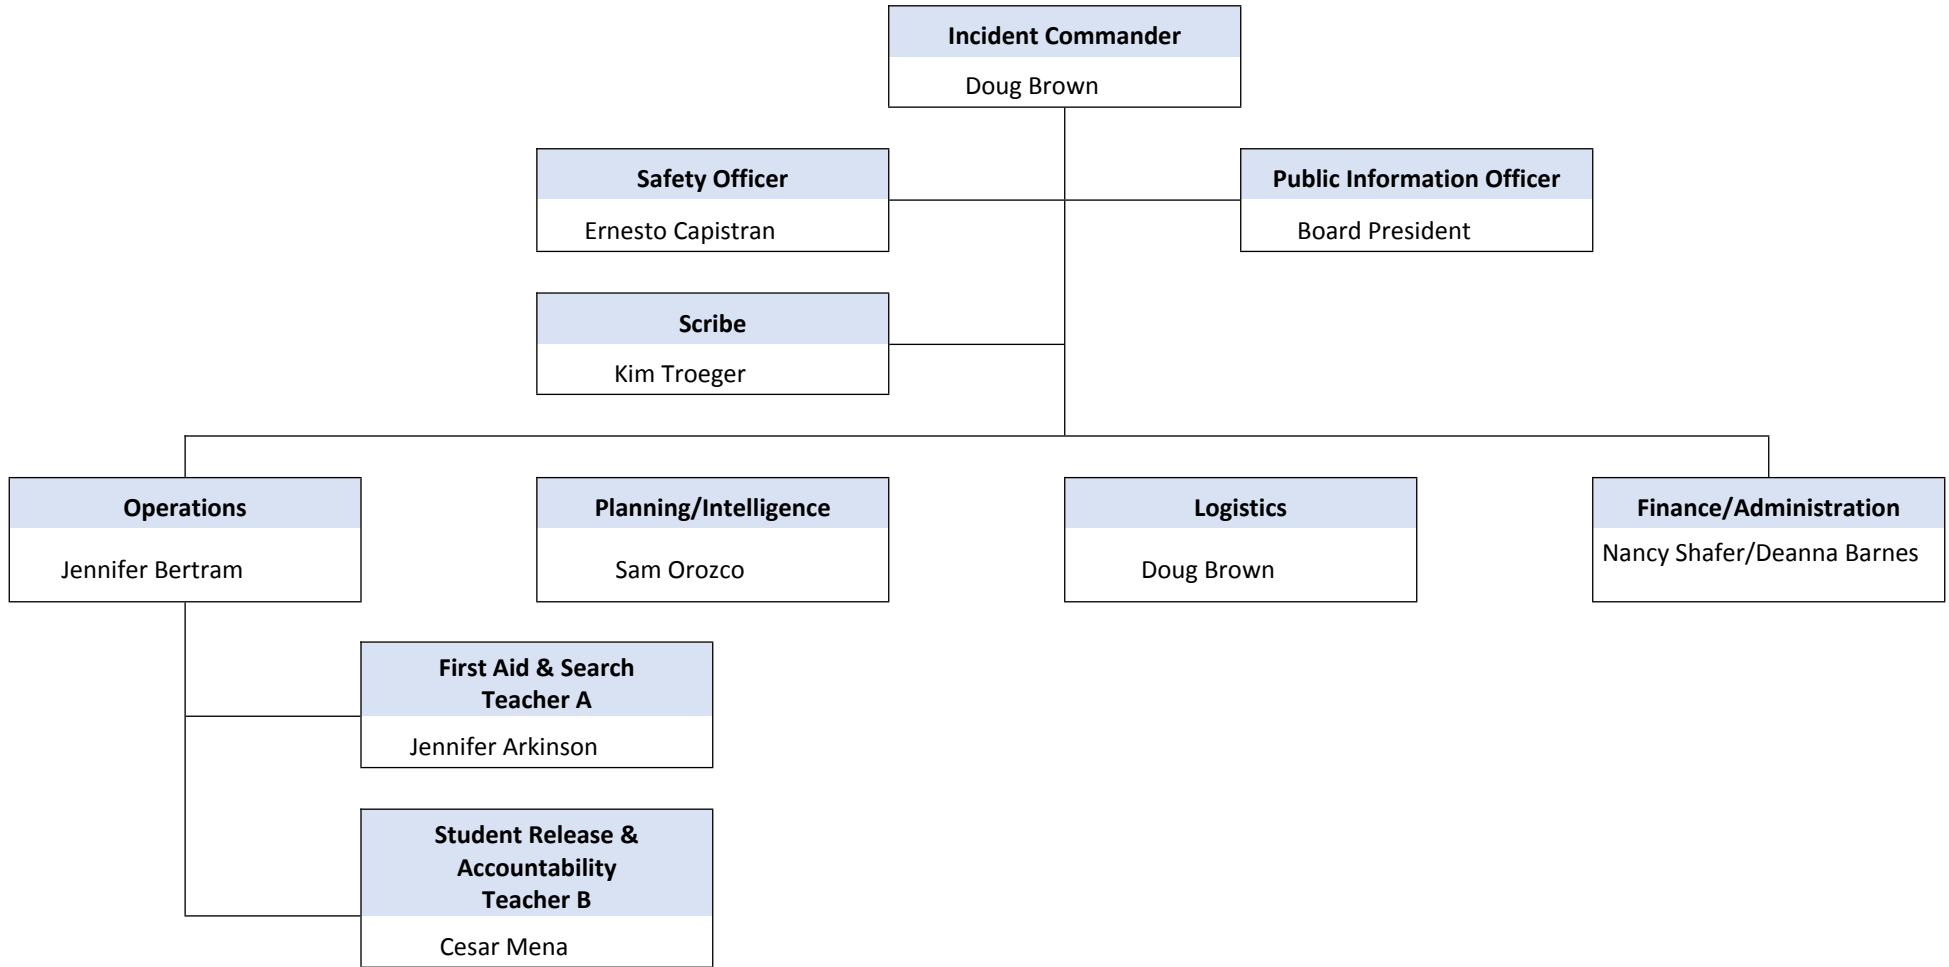 Incident Commander
Doug Brown
Safety Officer
Ernesto Capistran
Public Information Officer
Board President
Scribe
Kim Troeger
Operations
Jennifer Bertram
Planning/Intelligence
Sam Orozco
Logistics
Doug Brown
Finance/Administration
Nancy Shafer/Deanna Barnes
First Aid & Search
Teacher A
Jennifer Arkinson
Student Release &
Accountability
Teacher B
Cesar Mena